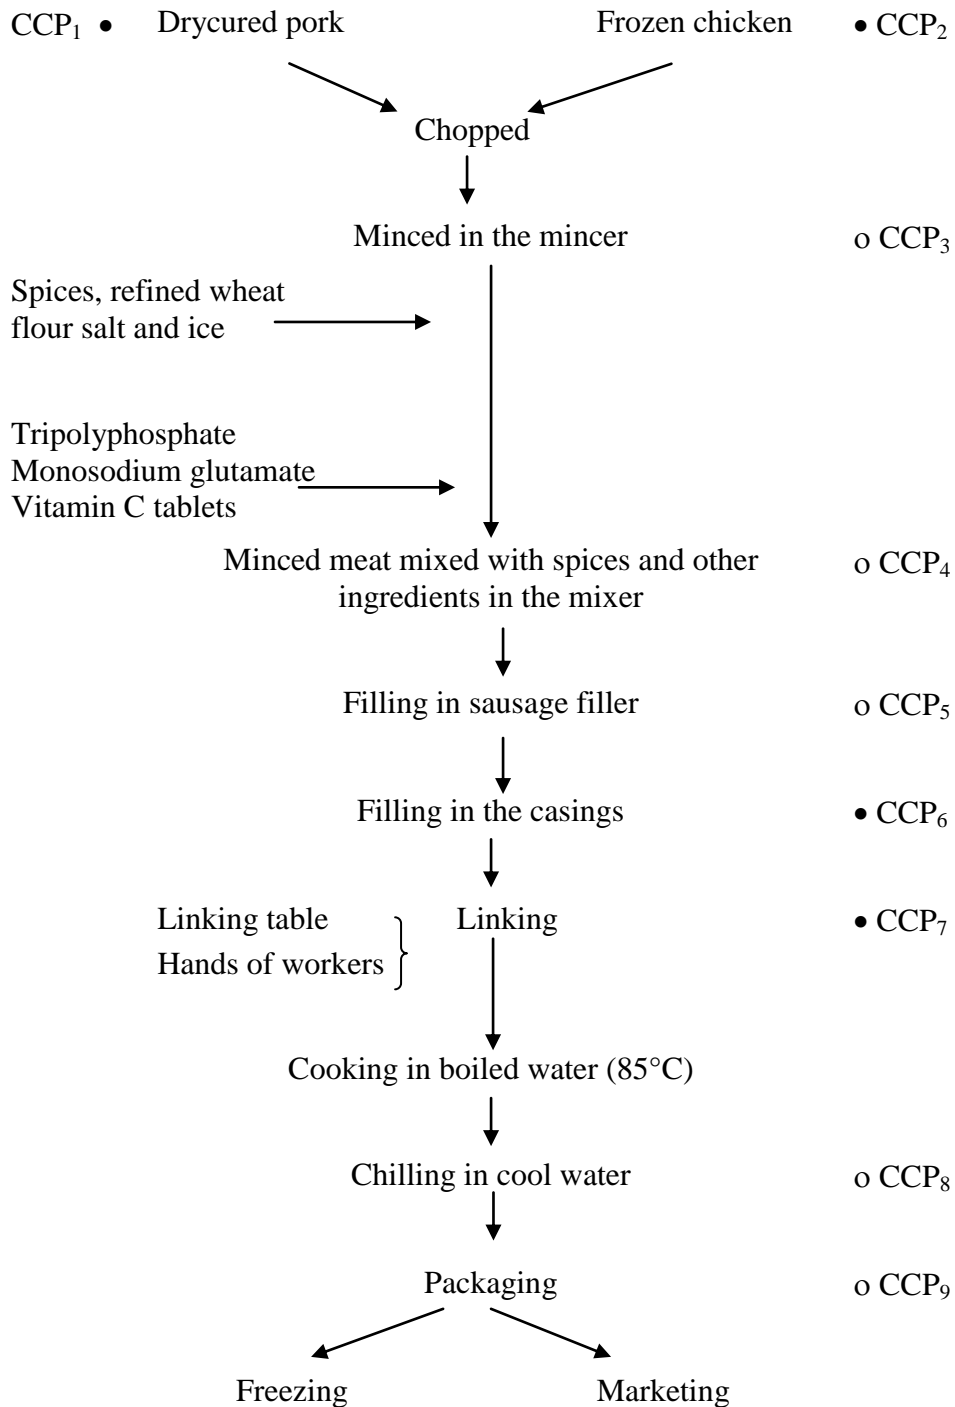 CCP₁ • Drycured pork Frozen chicken • CCP₂
Chopped
Minced in the mincer o CCP₃
Spices, refined wheat
flour salt and ice
Tripolyphosphate
Monosodium glutamate
Vitamin C tablets
Minced meat mixed with spices and other o CCP₄
ingredients in the mixer
Filling in sausage filler o CCP₅
Filling in the casings • CCP₆
Linking table Linking • CCP₇
Hands of workers
Cooking in boiled water (85°C)
Chilling in cool water o CCP₈
Packaging o CCP₉
Freezing Marketing